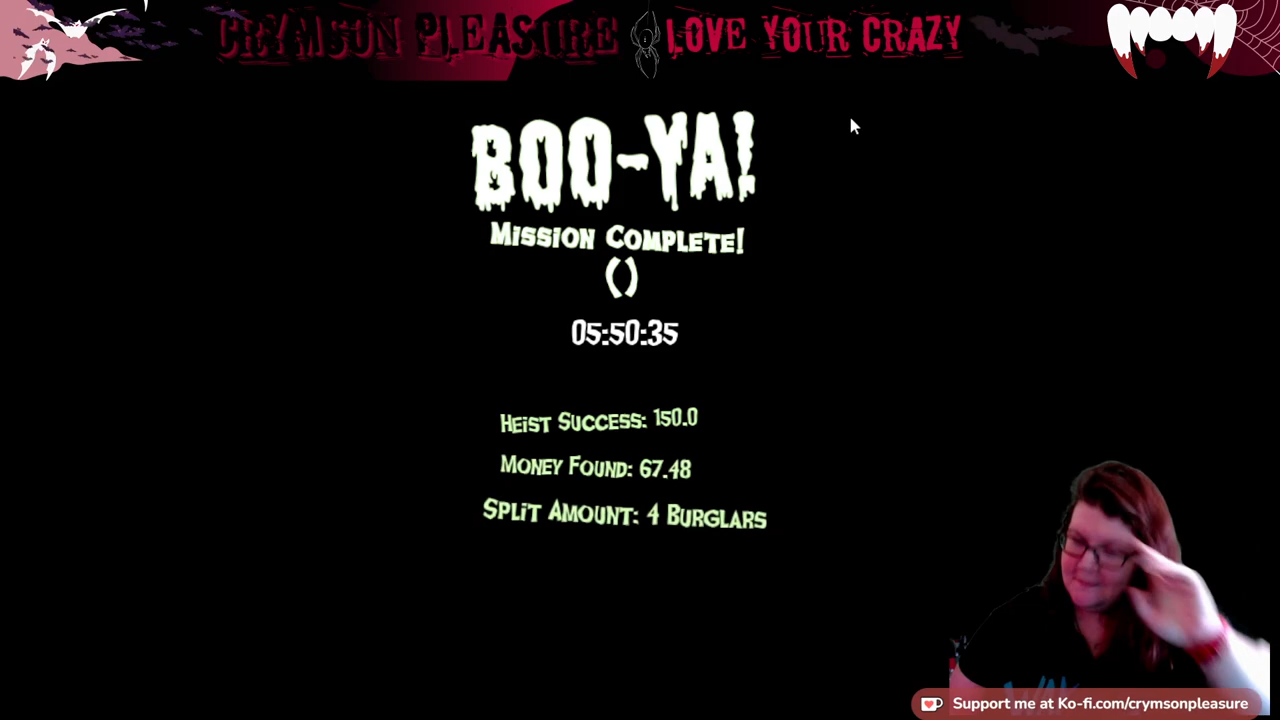 CRYMSON PLEASURE LOVE YOUR CRAZY
BOO-YA!
Mission Complete!
()
05:50:35
Heist Success: 150.0
Money Found: 67.48
Split Amount: 4 Burglars
Support me at Ko-fi.com/crymsonpleasure